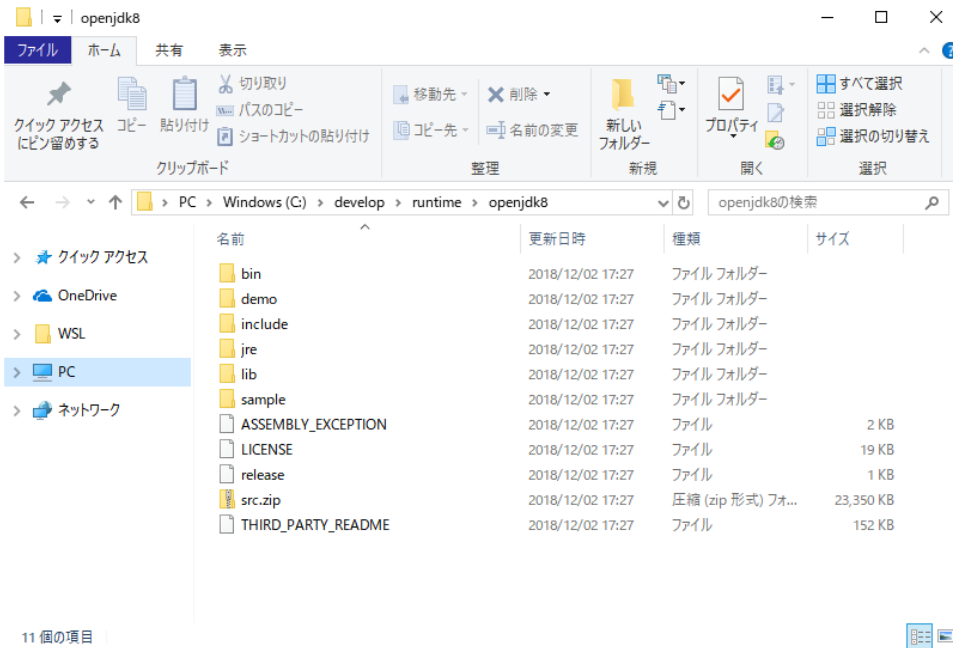 openjdk8
ファイル ホーム 共有 表示
クイック アクセス
にピン留めする
コピー
貼り付け
切り取り
パスのコピー
ショートカットの貼り付け
クリップボード
移動先
コピー先
削除
名前の変更
整理
新しい
フォルダー
新規
プロパティ
開く
すべて選択
選択解除
選択の切り替え
選択
PC > Windows (C:) > develop > runtime > openjdk8
openjdk8の検索
クイック アクセス
OneDrive
WSL
PC
ネットワーク
名前 更新日時 種類 サイズ
bin 2018/12/02 17:27 ファイル フォルダー
demo 2018/12/02 17:27 ファイル フォルダー
include 2018/12/02 17:27 ファイル フォルダー
jre 2018/12/02 17:27 ファイル フォルダー
lib 2018/12/02 17:27 ファイル フォルダー
sample 2018/12/02 17:27 ファイル フォルダー
ASSEMBLY_EXCEPTION 2018/12/02 17:27 ファイル 2 KB
LICENSE 2018/12/02 17:27 ファイル 19 KB
release 2018/12/02 17:27 ファイル 1 KB
src.zip 2018/12/02 17:27 圧縮 (zip 形式) フォ... 23,350 KB
THIRD_PARTY_README 2018/12/02 17:27 ファイル 152 KB
11 個の項目